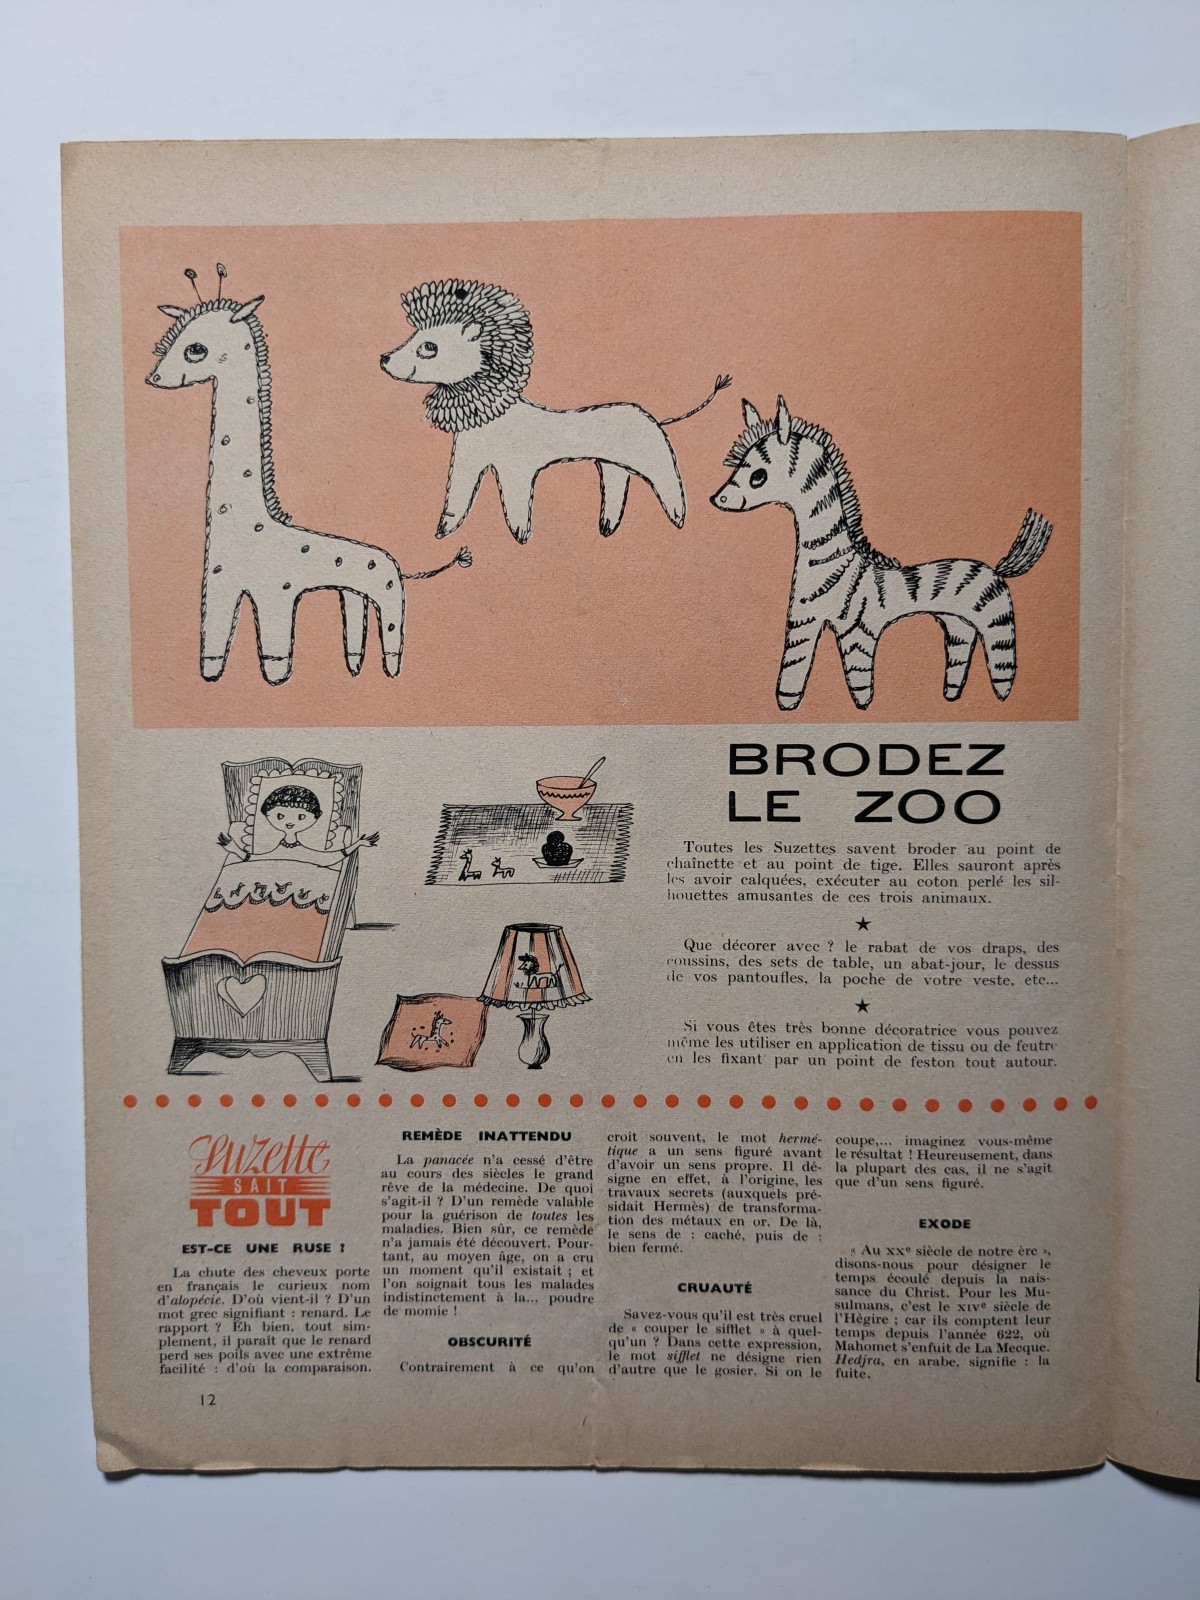 BRODEZ
LE ZOO
Toutes les Suzettes savent broder au point de
chaînette et au point de tige. Elles sauront après
les avoir calquées, exécuter au coton perlé les sil-
houettes amusantes de ces trois animaux.
★
Que décorer avec ? le rabat de vos draps, des
coussins, des sets de table, un abat-jour, le dessus
de vos pantoufles, la poche de votre veste, etc...
★
Si vous êtes très bonne décoratrice vous pouvez
même les utiliser en application de tissu ou de feutre
en les fixant par un point de feston tout autour.
Suzette
SAIT
TOUT
EST-CE UNE RUSE ?
La chute des cheveux porte
en français le curieux nom
d'alopécie. D'où vient-il ? D'un
mot grec signifiant : renard. Le
rapport ? Eh bien, tout sim-
plement, il paraît que le renard
perd ses poils avec une extrême
facilité : d'où la comparaison.
REMÈDE INATTENDU
La panacée n'a cessé d'être
au cours des siècles le grand
rêve de la médecine. De quoi
s'agit-il ? D'un remède valable
pour la guérison de toutes les
maladies. Bien sûr, ce remède
n'a jamais été découvert. Pour-
tant, au moyen âge, on a cru
un moment qu'il existait ; et
l'on soignait tous les malades
indistinctement à la... poudre
de momie !
OBSCURITÉ
Contrairement à ce qu'on
croit souvent, le mot hermé-
tique a un sens figuré avant
d'avoir un sens propre. Il dé-
signe en effet, à l'origine, les
travaux secrets (auxquels pré-
sidait Hermès) de transforma-
tion des métaux en or. De là,
le sens de : caché, puis de :
bien fermé.
CRUAUTÉ
Savez-vous qu'il est très cruel
de « couper le sifflet » à quel-
qu'un ? Dans cette expression,
le mot sifflet ne désigne rien
d'autre que le gosier. Si on le
coupe,... imaginez vous-même
le résultat ! Heureusement, dans
la plupart des cas, il ne s'agit
que d'un sens figuré.
EXODE
« Au XXe siècle de notre ère »,
disons-nous pour désigner le
temps écoulé depuis la nais-
sance du Christ. Pour les Mu-
sulmans, c'est le XIVe siècle de
l'Hégire ; car ils comptent leur
temps depuis l'année 622, où
Mahomet s'enfuit de La Mecque.
Hedjra, en arabe, signifie : la
fuite.
12